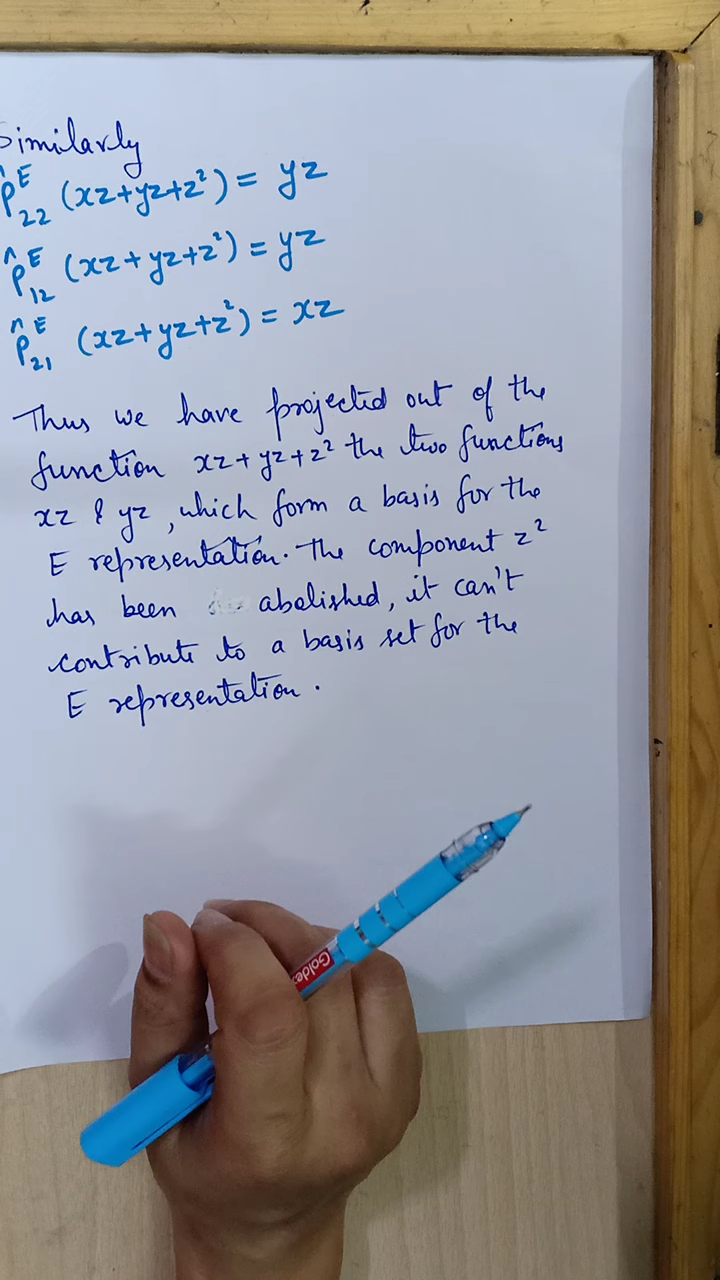 Similarly
P̂ᴱ₂₂ (xz+yz+z²) = yz
P̂ᴱ₁₂ (xz+yz+z²) = yz
P̂ᴱ₂₁ (xz+yz+z²) = xz
Thus we have projected out of the
function xz+yz+z² the two functions
xz & yz, which form a basis for the
E representation. The component z²
has been abolished, it can't
contribute to a basis set for the
E representation.
Goldex